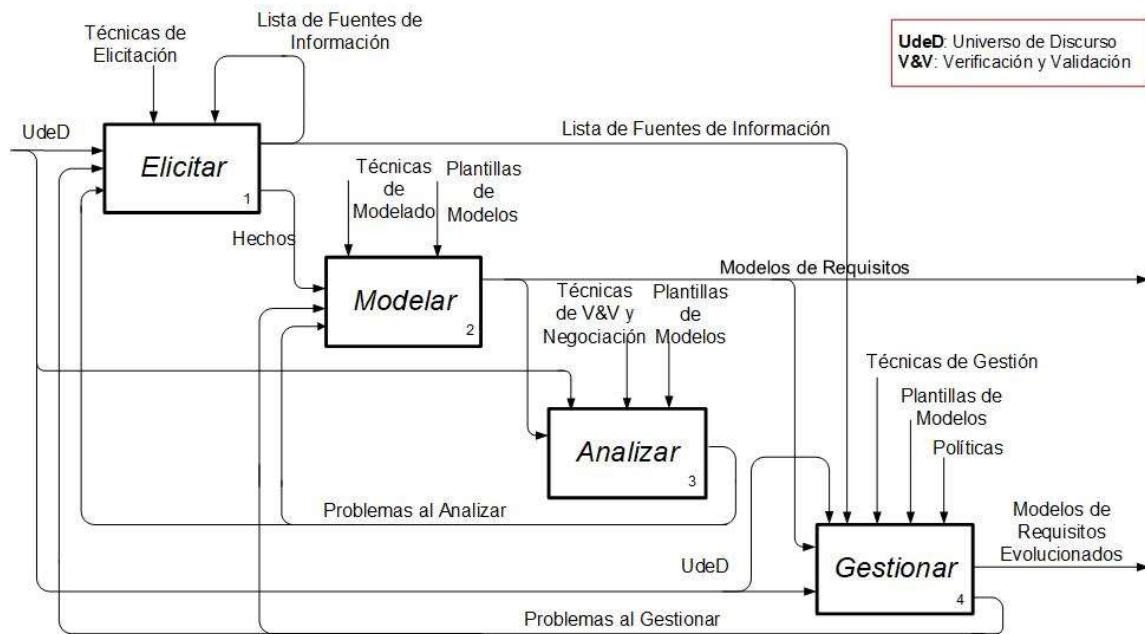 Técnicas de
Elicitación
Lista de Fuentes de
Información
UdeD: Universo de Discurso
V&V: Verificación y Validación
UdeD
Elicitar
1
Lista de Fuentes de Información
Hechos
Técnicas
de
Modelado
Plantillas
de
Modelos
Modelar
2
Modelos de Requisitos
Técnicas
de V&V y
Negociación
Plantillas
de
Modelos
Analizar
3
Problemas al Analizar
Técnicas de Gestión
Plantillas de
Modelos
Políticas
UdeD
Gestionar
4
Modelos de
Requisitos
Evolucionados
Problemas al Gestionar